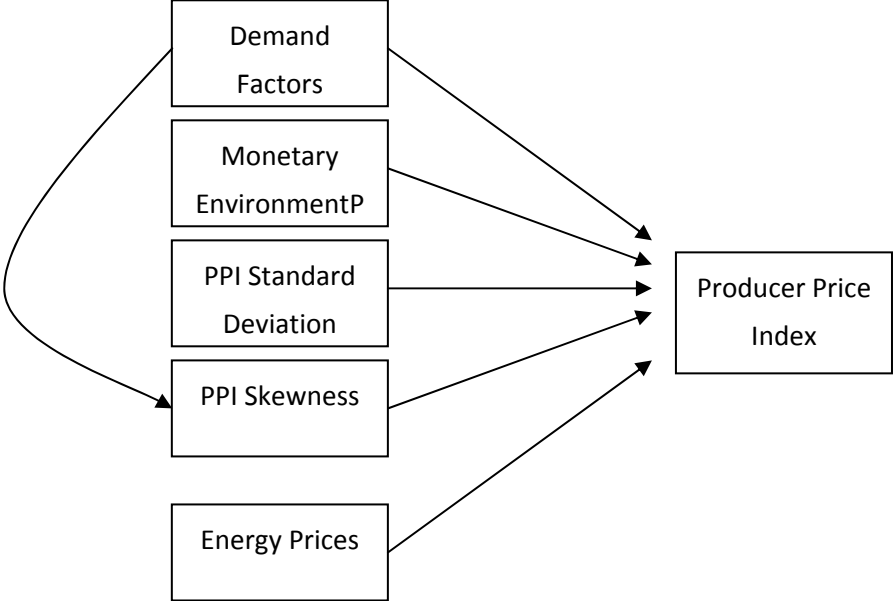 Demand
Factors
Monetary
EnvironmentP
PPI Standard
Deviation
PPI Skewness
Energy Prices
Producer Price
Index